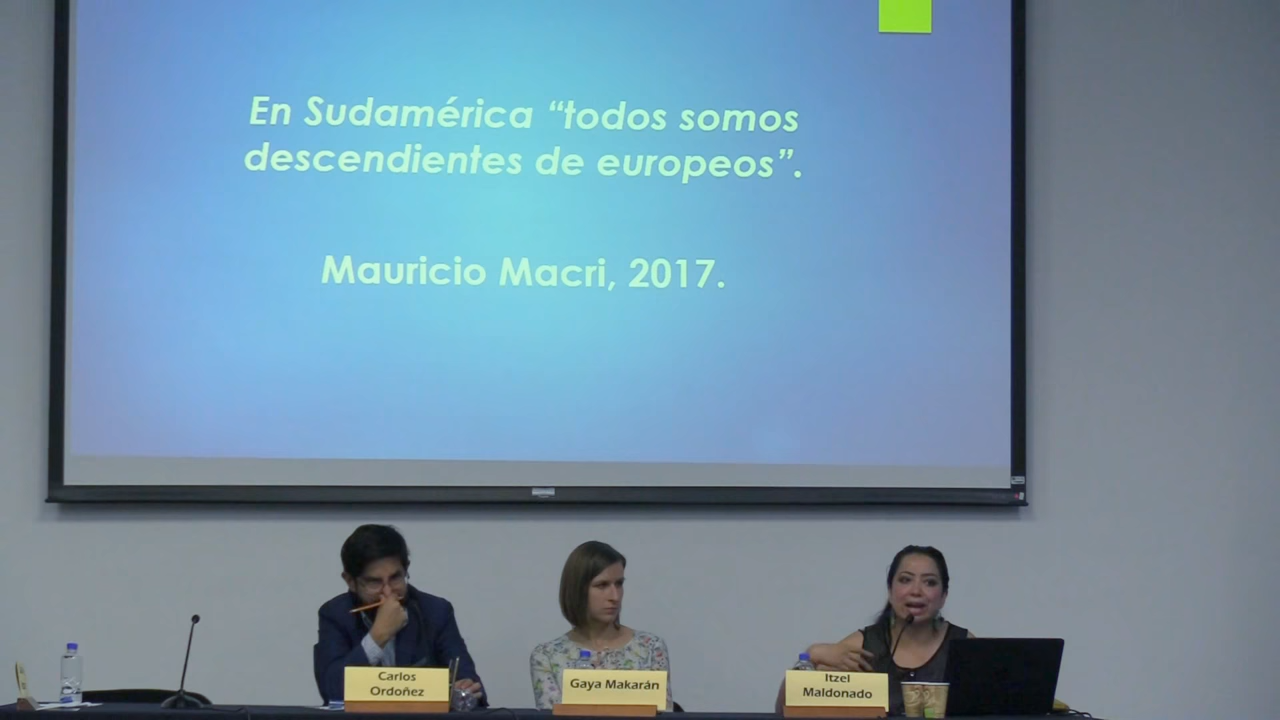 En Sudamérica “todos somos
descendientes de europeos”.
Mauricio Macri, 2017.
Carlos
Ordoñez
Gaya Makarán
Itzel
Maldonado